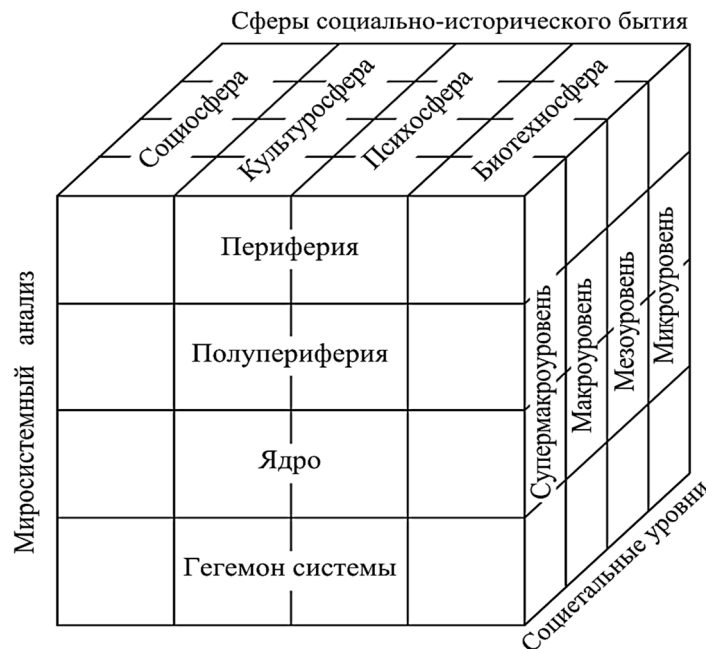 Сферы социально-исторического бытия
Социосфера
Культуросфера
Психосфера
Биотехносфера
Миросистемный анализ
Периферия
Полупериферия
Ядро
Гегемон системы
Супермакроуровень
Макроуровень
Мезоуровень
Микроуровень
Социетальные уровни